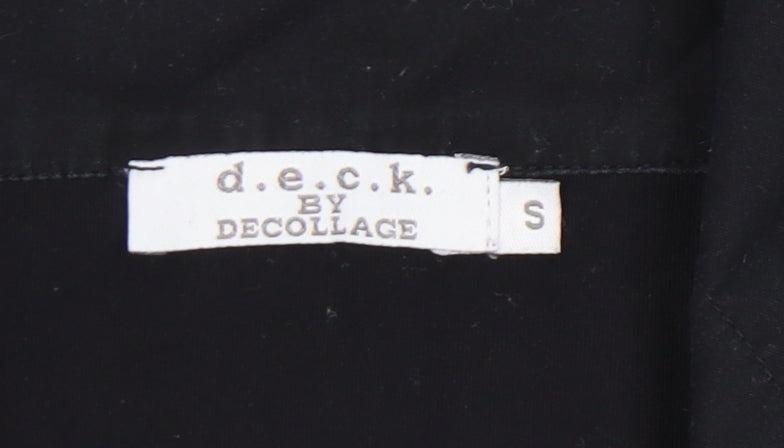 d.e.c.k.
BY
DECOLLAGE
S